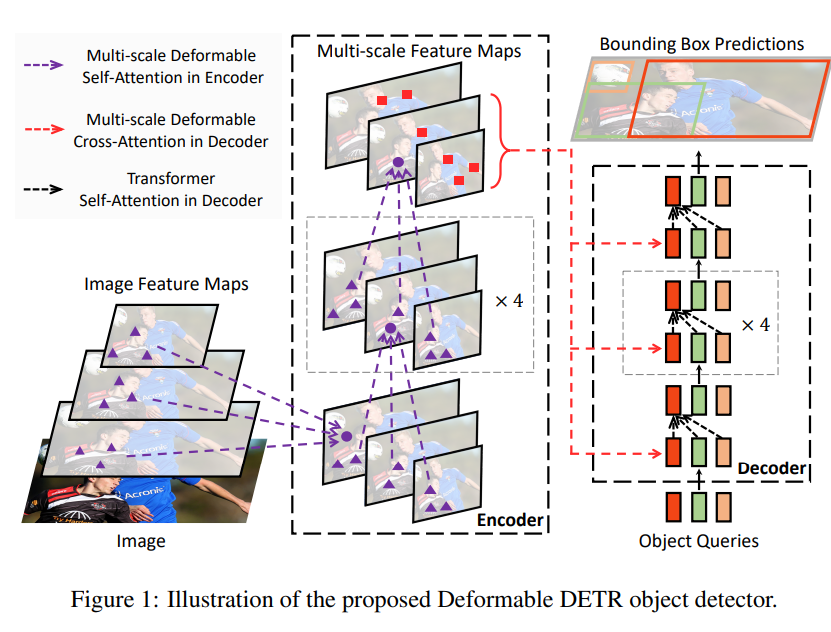 Multi-scale Deformable
Self-Attention in Encoder
Multi-scale Deformable
Cross-Attention in Decoder
Transformer
Self-Attention in Decoder
Multi-scale Feature Maps
Bounding Box Predictions
Acronis
Image Feature Maps
× 4
× 4
Acronis
Encoder
Decoder
Image
Object Queries
Figure 1: Illustration of the proposed Deformable DETR object detector.